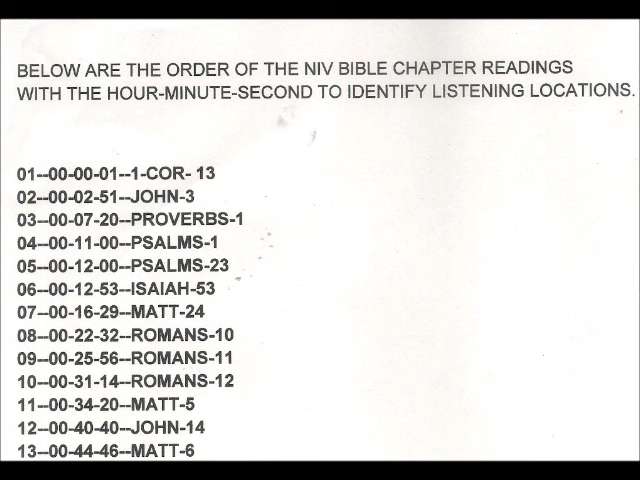 BELOW ARE THE ORDER OF THE NIV BIBLE CHAPTER READINGS
WITH THE HOUR-MINUTE-SECOND TO IDENTIFY LISTENING LOCATIONS.
01--00-00-01--1-COR- 13
02--00-02-51--JOHN-3
03--00-07-20--PROVERBS-1
04--00-11-00--PSALMS-1
05--00-12-00--PSALMS-23
06--00-12-53--ISAIAH-53
07--00-16-29--MATT-24
08--00-22-32--ROMANS-10
09--00-25-56--ROMANS-11
10--00-31-14--ROMANS-12
11--00-34-20--MATT-5
12--00-40-40--JOHN-14
13--00-44-46--MATT-6